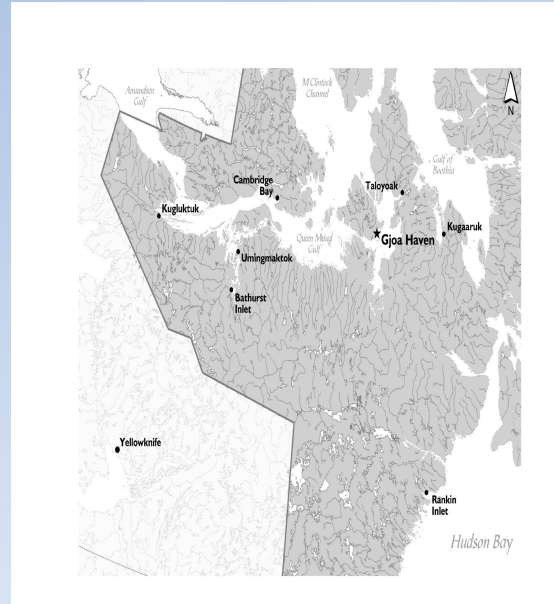 Amundsen
Gulf
M'Clintock
Channel
N
Gulf of
Boothia
Cambridge
Bay
Taloyoak
Kugluktuk
Kugaaruk
Queen Maud
Gulf
Gjoa Haven
Umingmaktok
Bathurst
Inlet
Yellowknife
Rankin
Inlet
Hudson Bay